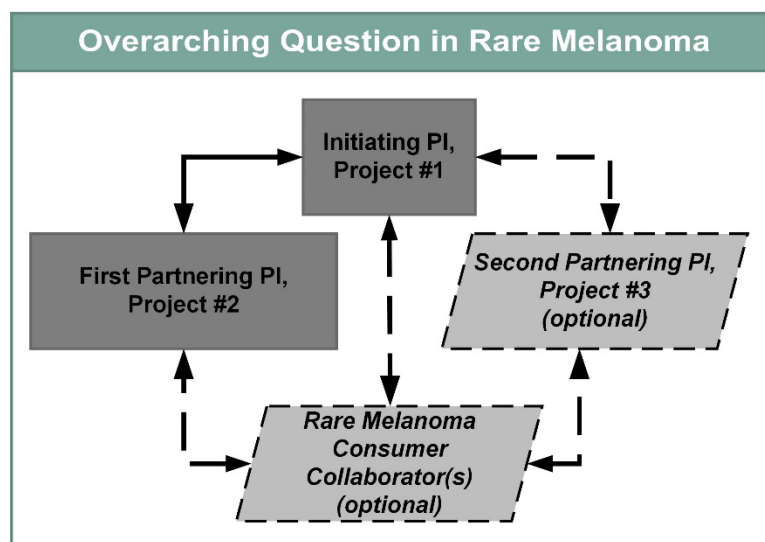 Overarching Question in Rare Melanoma
Initiating PI,
Project #1
First Partnering PI,
Project #2
Second Partnering PI,
Project #3
(optional)
Rare Melanoma
Consumer
Collaborator(s)
(optional)